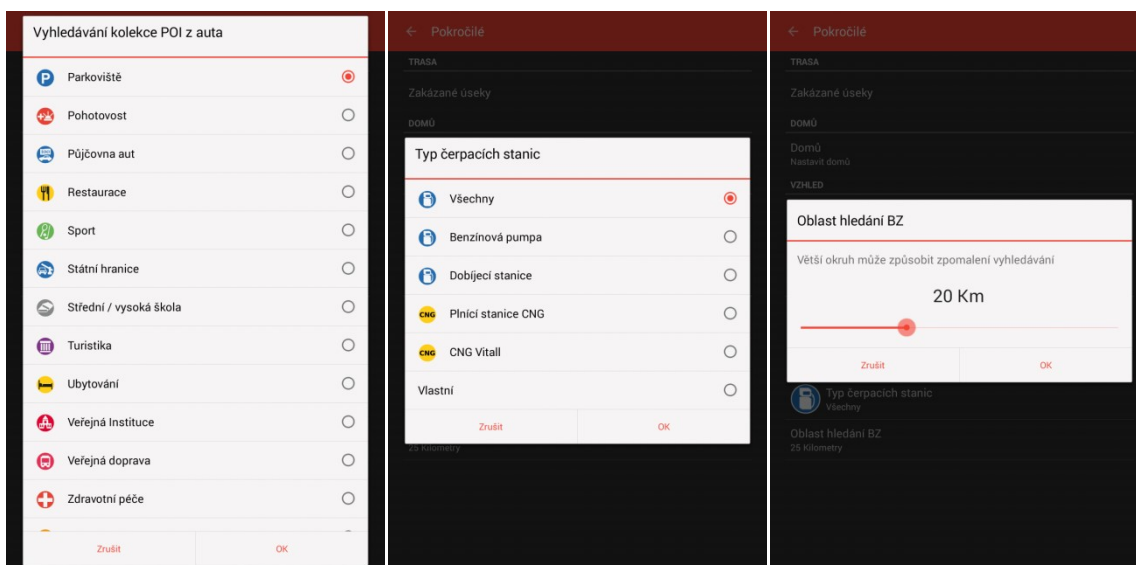 Vyhledávání kolekce POI z auta
Parkoviště
Pohotovost
Půjčovna aut
Restaurace
Sport
Státní hranice
Střední / vysoká škola
Turistika
Ubytování
Veřejná Instituce
Veřejná doprava
Zdravotní péče
Zrušit
OK
Pokročilé
TRASA
Zakázané úseky
DOMŮ
Typ čerpacích stanic
Všechny
Benzínová pumpa
Dobíjecí stanice
CNG Plnící stanice CNG
CNG CNG Vitall
Vlastní
Zrušit
OK
25 Kilometry
Pokročilé
TRASA
Zakázané úseky
DOMŮ
Domů
Nastavit domů
VZHLED
Oblast hledání BZ
Větší okruh může způsobit zpomalení vyhledávání
20 Km
Zrušit
OK
Typ čerpacích stanic
Všechny
Oblast hledání BZ
25 Kilometry